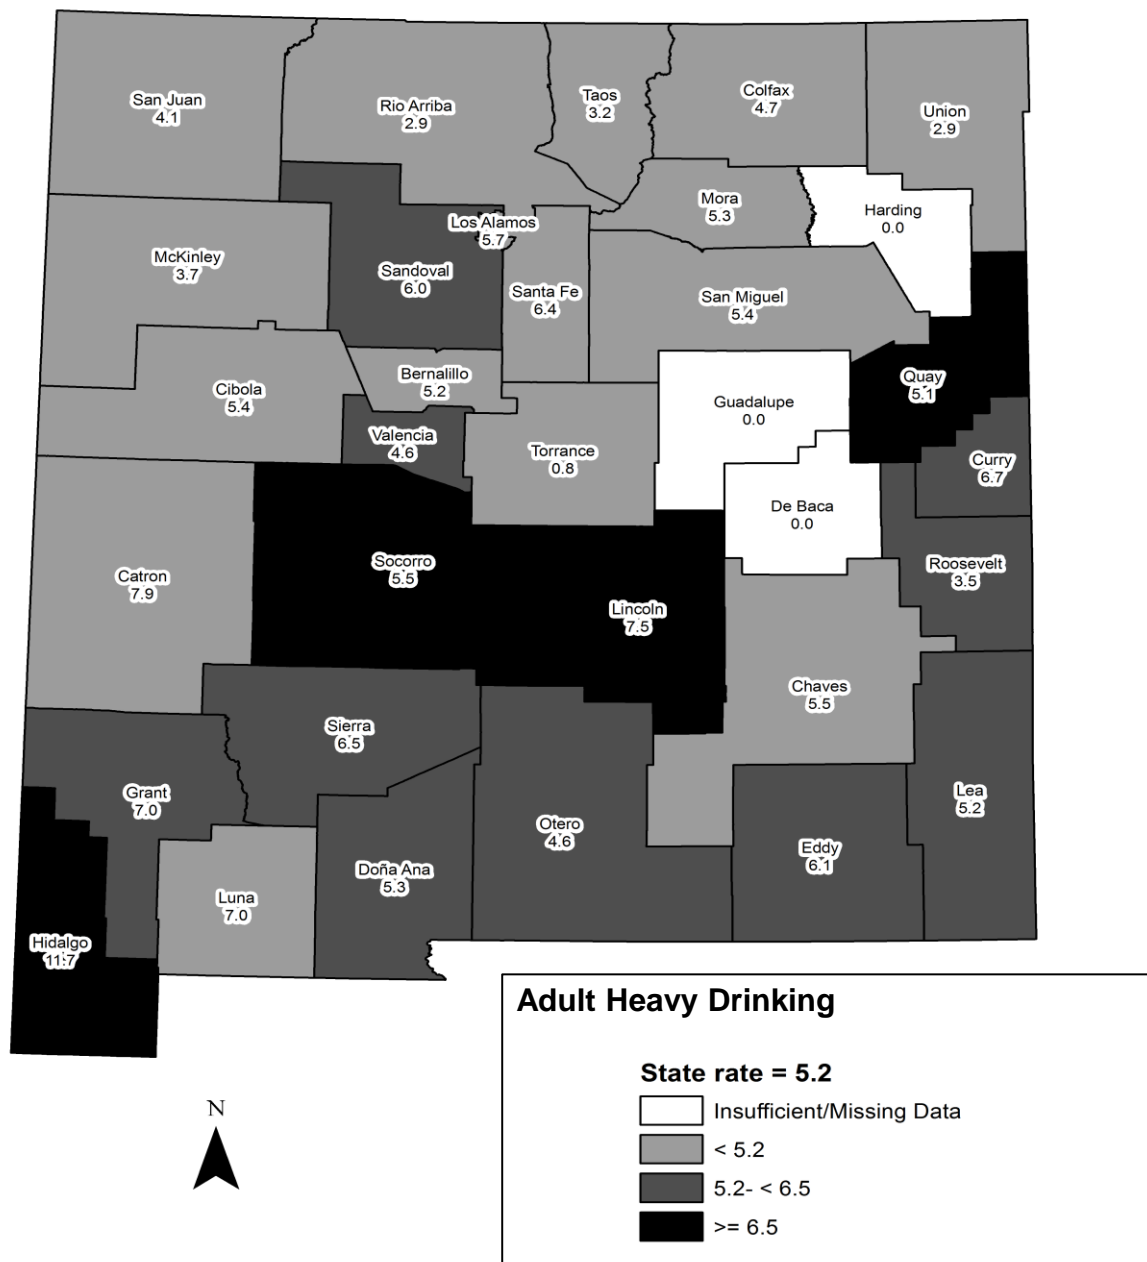 San Juan
4.1
Rio Arriba
2.9
Taos
3.2
Colfax
4.7
Union
2.9
Mora
5.3
Harding
0.0
Los Alamos
5.7
McKinley
3.7
Sandoval
6.0
Santa Fe
6.4
San Miguel
5.4
Cibola
5.4
Bernalillo
5.2
Quay
5.1
Guadalupe
0.0
Valencia
4.6
Torrance
0.8
Curry
6.7
De Baca
0.0
Catron
7.9
Socorro
5.5
Roosevelt
3.5
Lincoln
7.5
Chaves
5.5
Sierra
6.5
Grant
7.0
Otero
4.6
Lea
5.2
Eddy
6.1
Doña Ana
5.3
Luna
7.0
Hidalgo
11.7
N
Adult Heavy Drinking
State rate = 5.2
Insufficient/Missing Data
< 5.2
5.2- < 6.5
>= 6.5